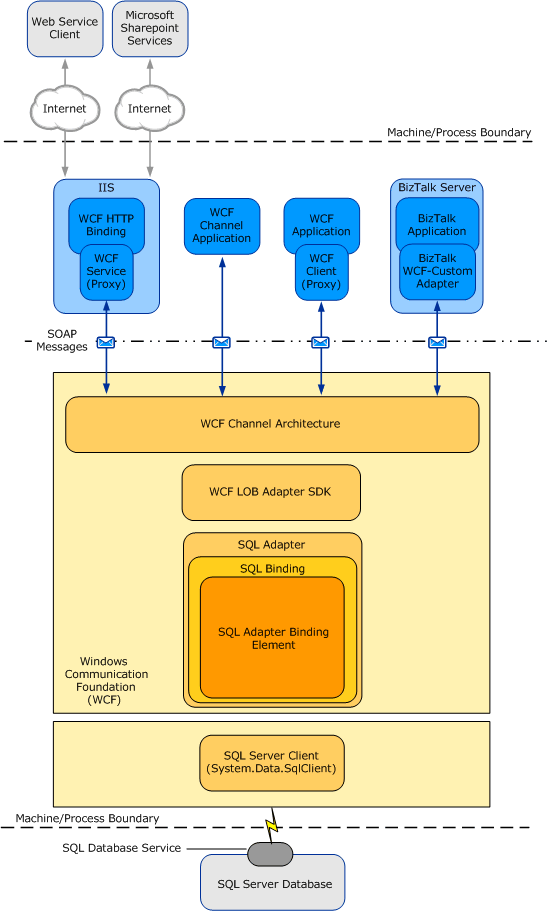 Web Service
Client
Microsoft
Sharepoint
Services
Internet
Internet
Machine/Process Boundary
IIS
WCF HTTP
Binding
WCF
Service
(Proxy)
WCF
Channel
Application
WCF
Application
WCF
Client
(Proxy)
BizTalk Server
BizTalk
Application
BizTalk
WCF-Custom
Adapter
SOAP
Messages
WCF Channel Architecture
WCF LOB Adapter SDK
SQL Adapter
SQL Binding
SQL Adapter Binding
Element
Windows
Communication
Foundation
(WCF)
SQL Server Client
(System.Data.SqlClient)
Machine/Process Boundary
SQL Database Service
SQL Server Database